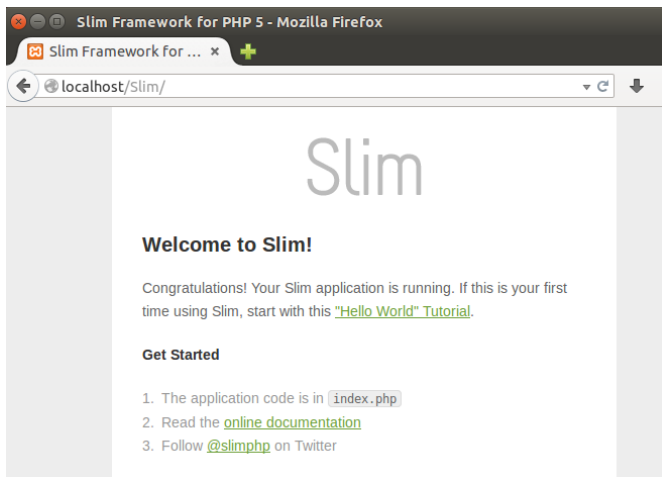 Slim Framework for PHP 5 - Mozilla Firefox
Slim Framework for ...
localhost/Slim/
Slim
Welcome to Slim!
Congratulations! Your Slim application is running. If this is your first
time using Slim, start with this "Hello World" Tutorial.
Get Started
1. The application code is in index.php
2. Read the online documentation
3. Follow @slimphp on Twitter